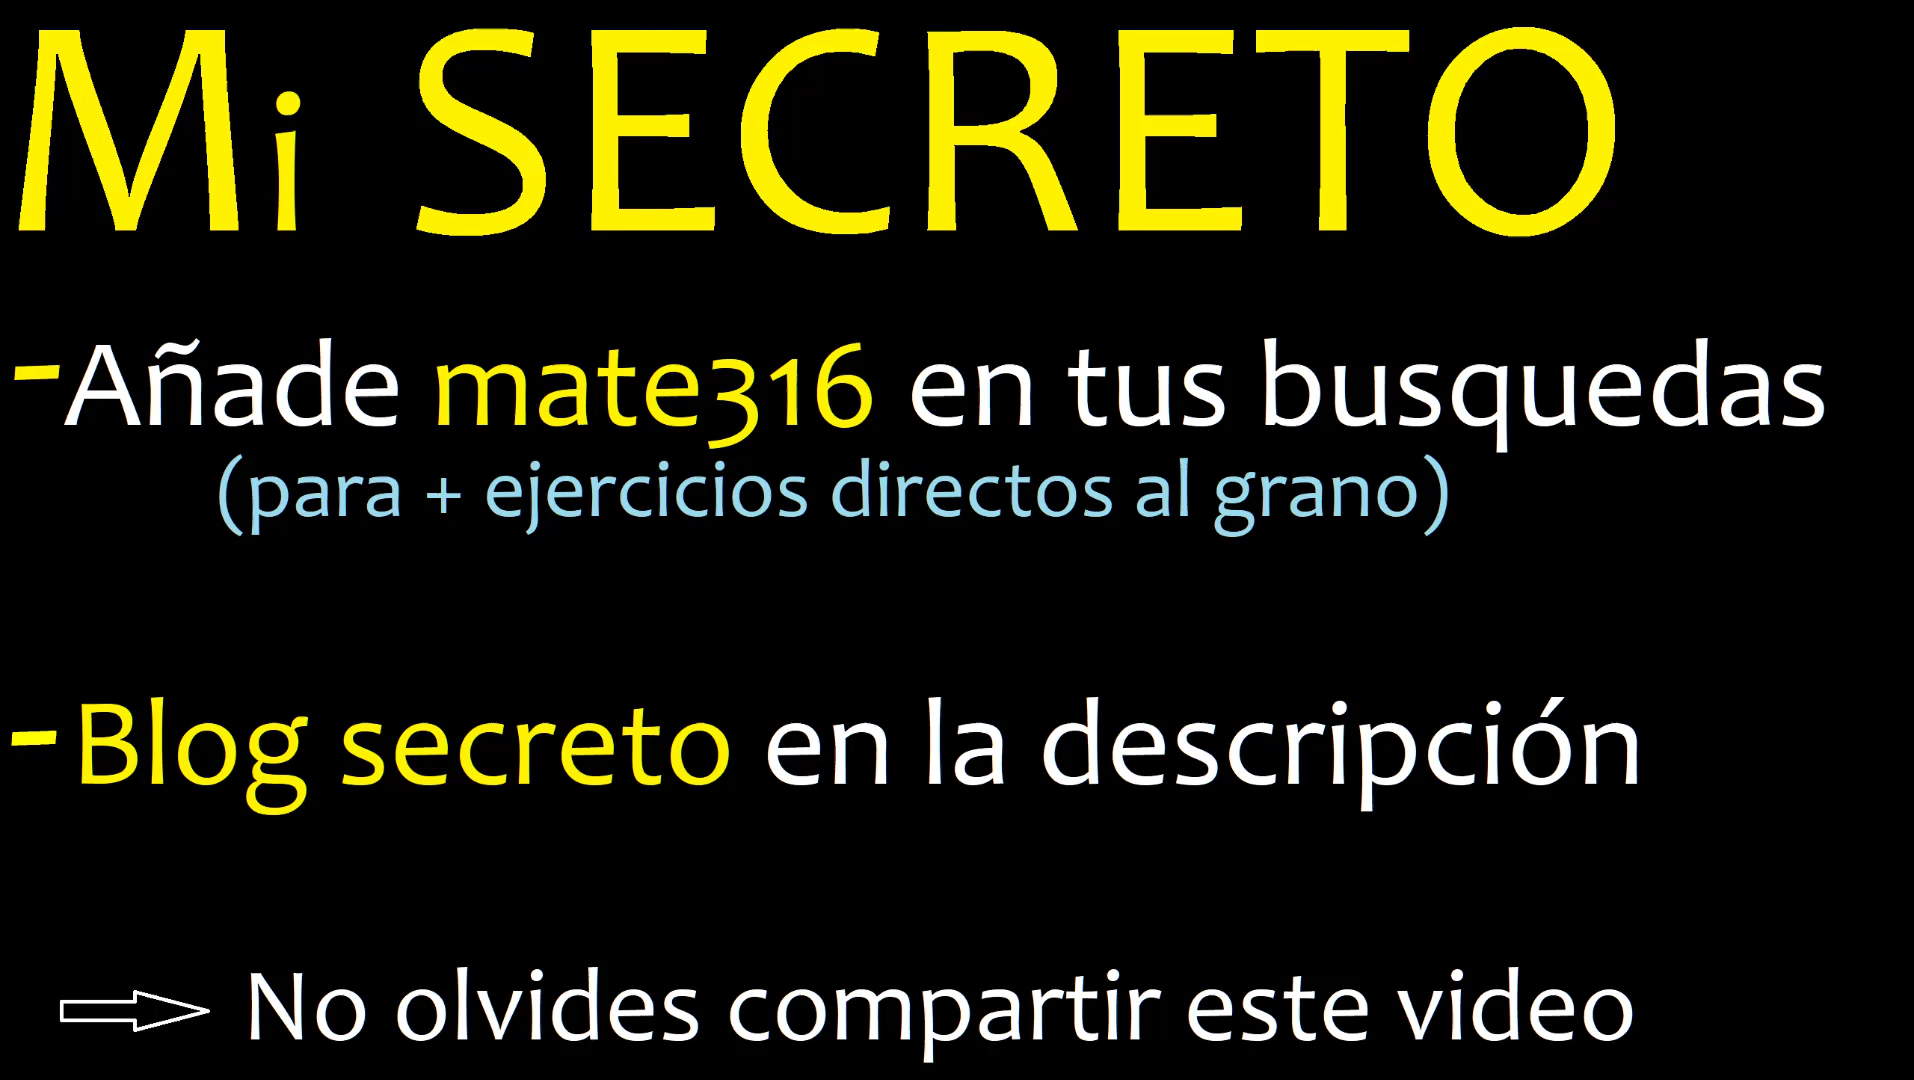 Mi SECRETO
-Añade mate316 en tus busquedas
(para + ejercicios directos al grano)
-Blog secreto en la descripción
No olvides compartir este video